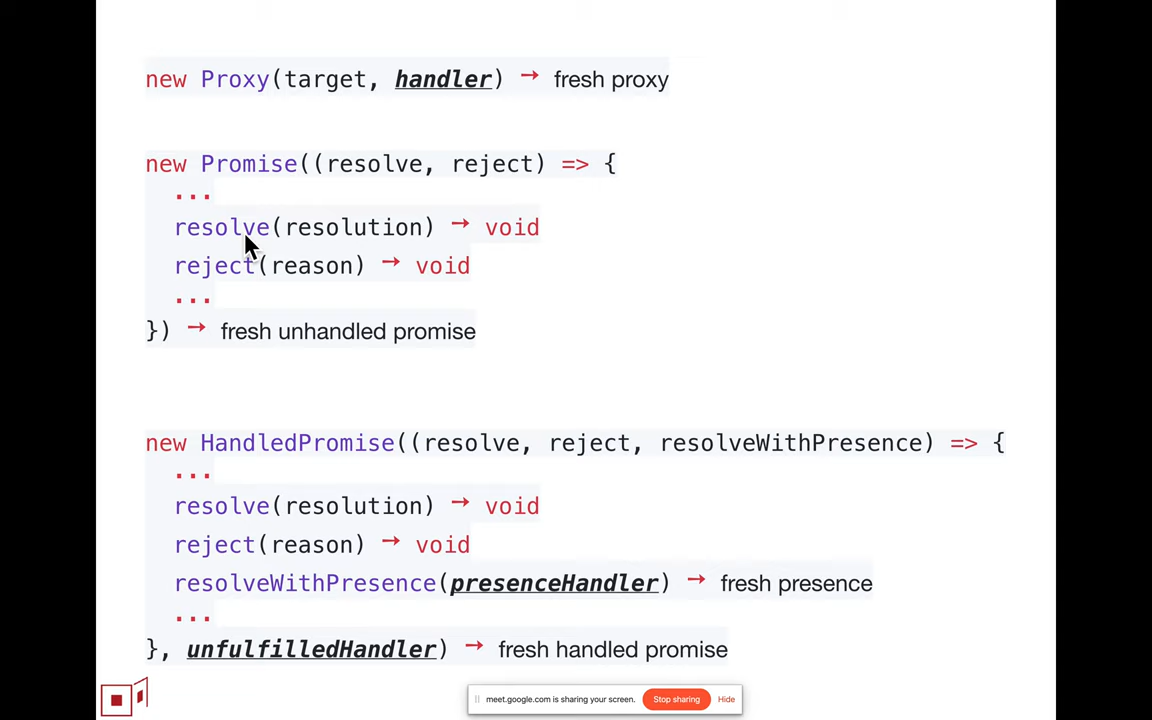 new Proxy(target, handler) → fresh proxy
new Promise((resolve, reject) => {
...
resolve(resolution) → void
reject(reason) → void
...
}) → fresh unhandled promise
new HandledPromise((resolve, reject, resolveWithPresence) => {
...
resolve(resolution) → void
reject(reason) → void
resolveWithPresence(presenceHandler) → fresh presence
...
}, unfulfilledHandler) → fresh handled promise
meet.google.com is sharing your screen. Stop sharing Hide